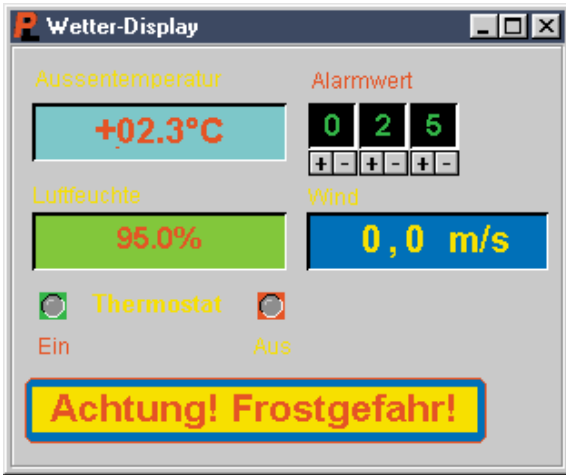 Wetter-Display
Aussentemperatur Alarmwert
+02.3°C 0 2 5
+ - + - + -
Luftfeuchte Wind
95.0% 0,0 m/s
Thermostat
Ein Aus
Achtung! Frostgefahr!